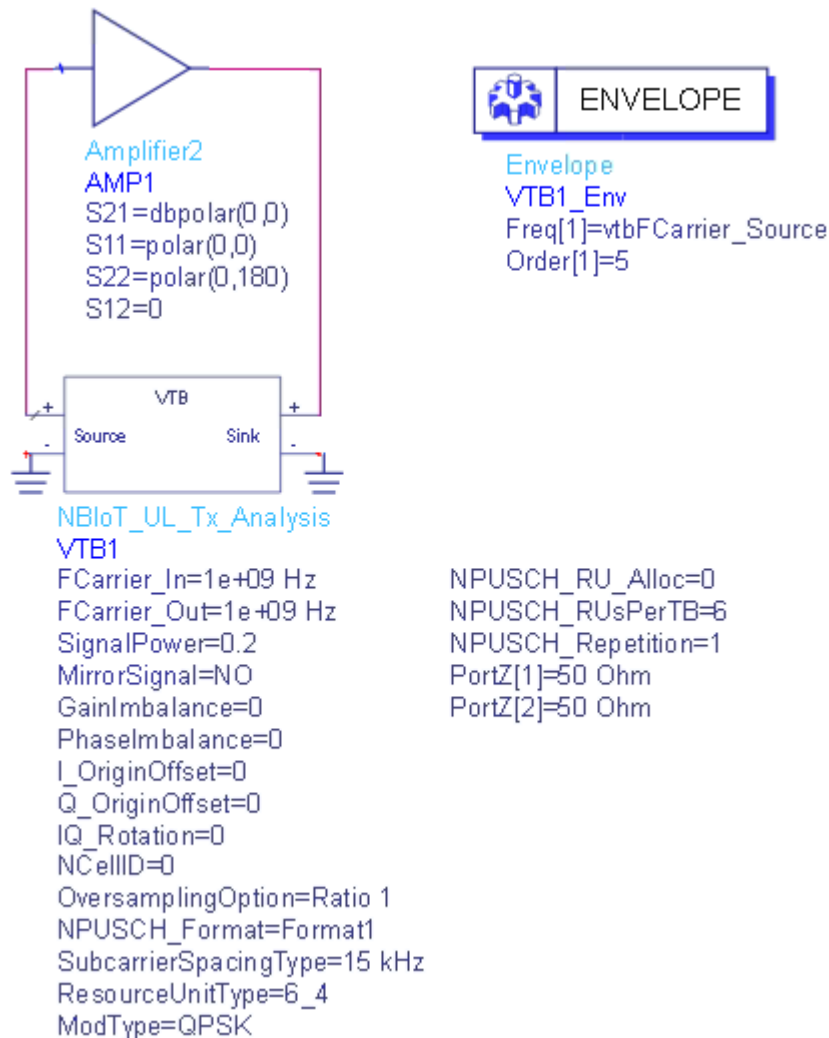 ENVELOPE
Amplifier2
AMP1
S21=dbpolar(0,0)
S11=polar(0,0)
S22=polar(0,180)
S12=0
Envelope
VTB1_Env
Freq[1]=vtbFCarrier_Source
Order[1]=5
VTB
+
+
-
Source
Sink
-
NBIoT_UL_Tx_Analysis
VTB1
FCarrier_In=1e+09 Hz
FCarrier_Out=1e+09 Hz
SignalPower=0.2
MirrorSignal=NO
GainImbalance=0
PhaseImbalance=0
I_OriginOffset=0
Q_OriginOffset=0
IQ_Rotation=0
NCellID=0
OversamplingOption=Ratio 1
NPUSCH_Format=Format1
SubcarrierSpacingType=15 kHz
ResourceUnitType=6_4
ModType=QPSK
NPUSCH_RU_Alloc=0
NPUSCH_RUsPerTB=6
NPUSCH_Repetition=1
PortZ[1]=50 Ohm
PortZ[2]=50 Ohm